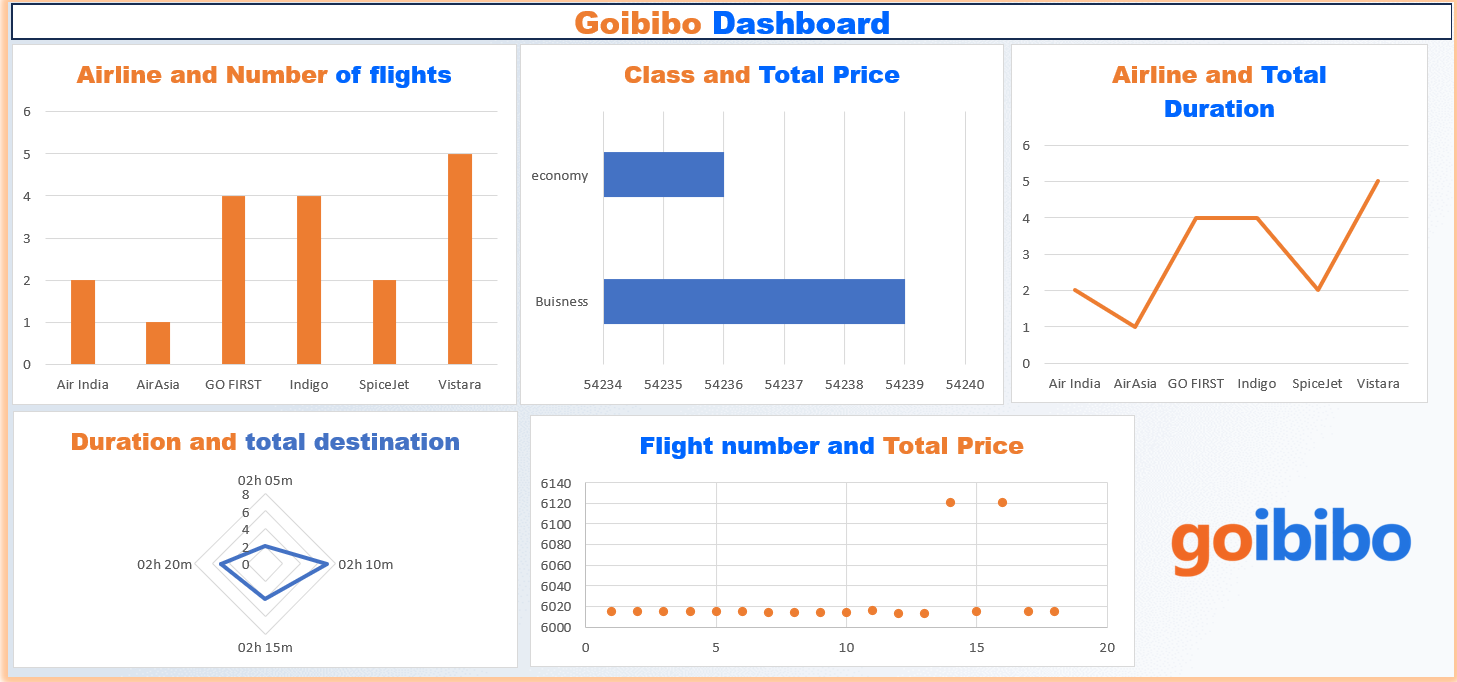 Goibibo Dashboard
Airline and Number of flights
6
5
4
3
2
1
0
Air India AirAsia GO FIRST Indigo SpiceJet Vistara
Class and Total Price
economy
Buisness
54234 54235 54236 54237 54238 54239 54240
Airline and Total
Duration
6
5
4
3
2
1
0
Air India AirAsia GO FIRST Indigo SpiceJet Vistara
Duration and total destination
02h 05m
8
6
4
2
0
02h 20m
02h 10m
02h 15m
Flight number and Total Price
6140
6120
6100
6080
6060
6040
6020
6000
0 5 10 15 20
goibibo